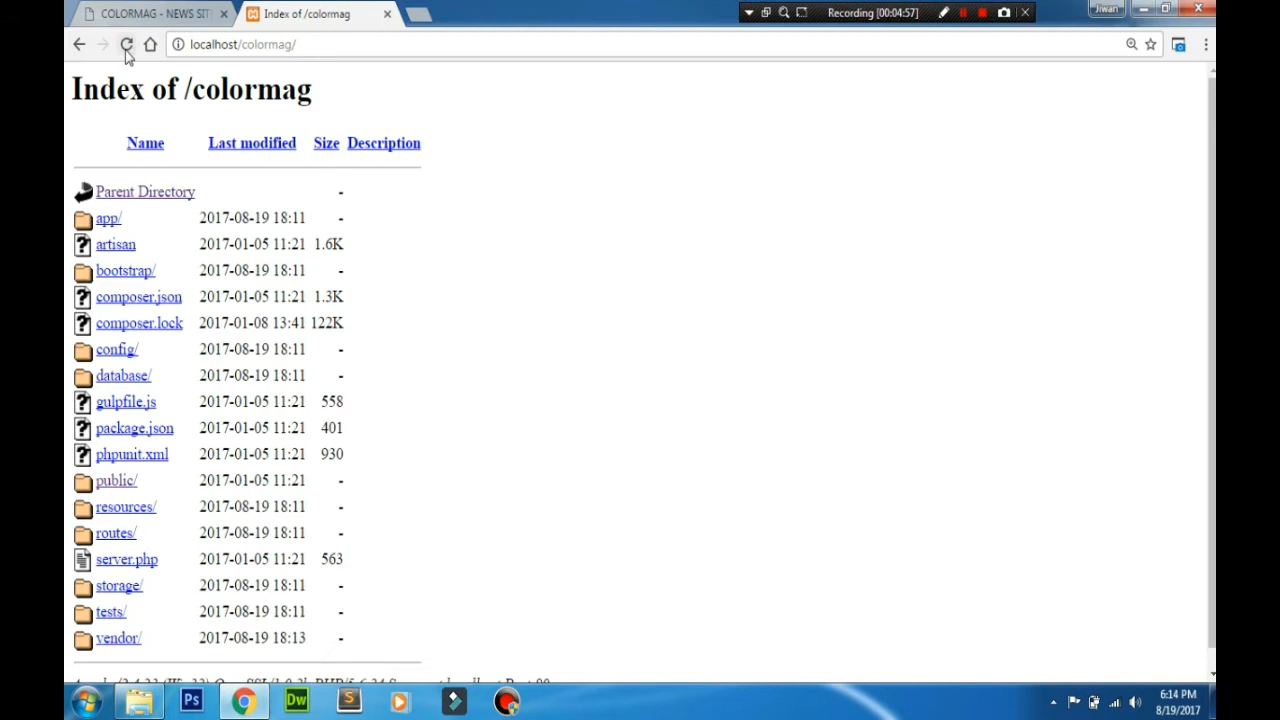 COLORMAG - NEWS SIT
Index of /colormag
Recording [00:04:57]
Jiwan
localhost/colormag/
Index of /colormag
Name Last modified Size Description
Parent Directory -
app/ 2017-08-19 18:11 -
artisan 2017-01-05 11:21 1.6K
bootstrap/ 2017-08-19 18:11 -
composer.json 2017-01-05 11:21 1.3K
composer.lock 2017-01-08 13:41 122K
config/ 2017-08-19 18:11 -
database/ 2017-08-19 18:11 -
gulpfile.js 2017-01-05 11:21 558
package.json 2017-01-05 11:21 401
phpunit.xml 2017-01-05 11:21 930
public/ 2017-08-19 18:11 -
resources/ 2017-08-19 18:11 -
routes/ 2017-08-19 18:11 -
server.php 2017-01-05 11:21 563
storage/ 2017-08-19 18:11 -
tests/ 2017-08-19 18:11 -
vendor/ 2017-08-19 18:13 -
Ps
Dw
S
6:14 PM
8/19/2017